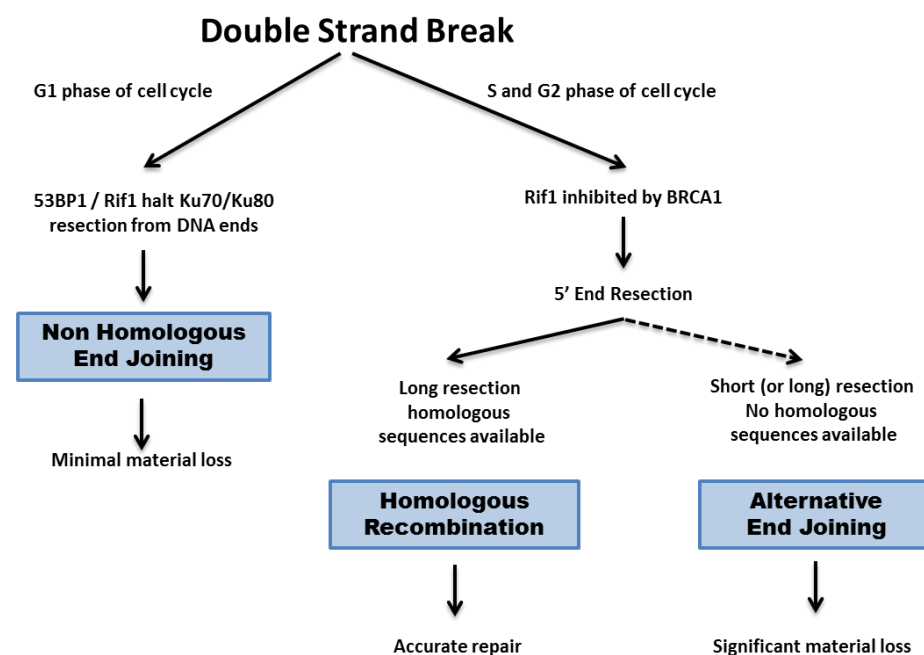 Double Strand Break
G1 phase of cell cycle
S and G2 phase of cell cycle
53BP1 / Rif1 halt Ku70/Ku80
resection from DNA ends
Rif1 inhibited by BRCA1
5’ End Resection
Non Homologous
End Joining
Long resection
homologous
sequences available
Short (or long) resection
No homologous
sequences available
Minimal material loss
Homologous
Recombination
Alternative
End Joining
Accurate repair
Significant material loss